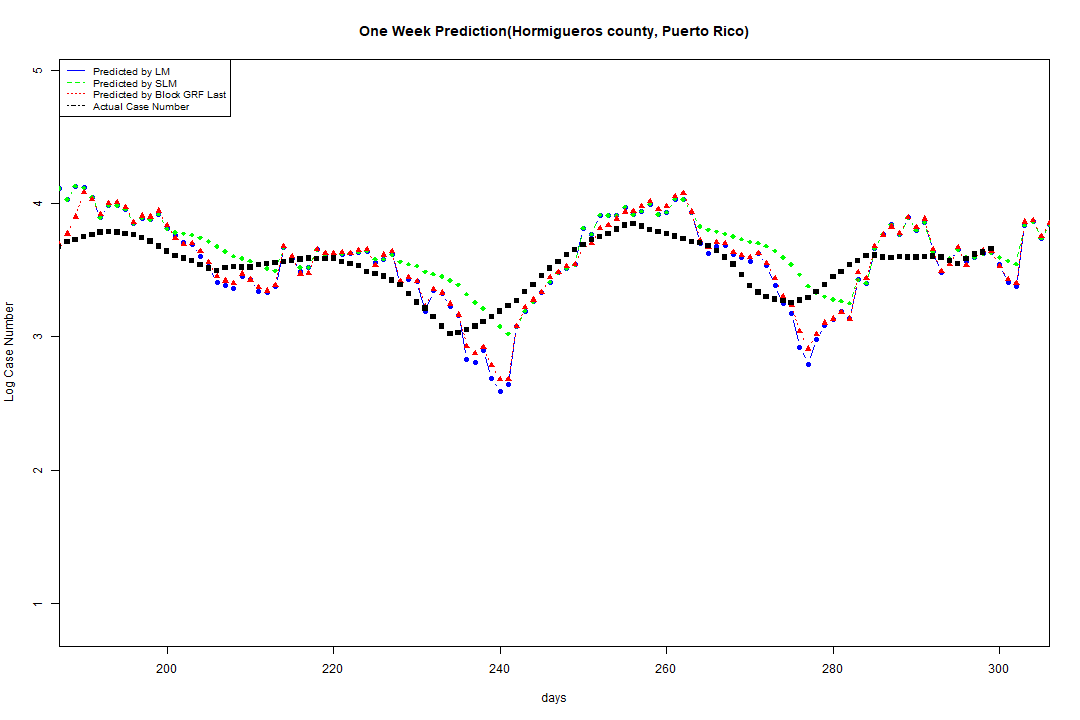 One Week Prediction(Hormigueros county, Puerto Rico)
Predicted by LM
Predicted by SLM
Predicted by Block GRF Last
Actual Case Number
5
4
3
2
1
Log Case Number
200 220 240 260 280 300
days